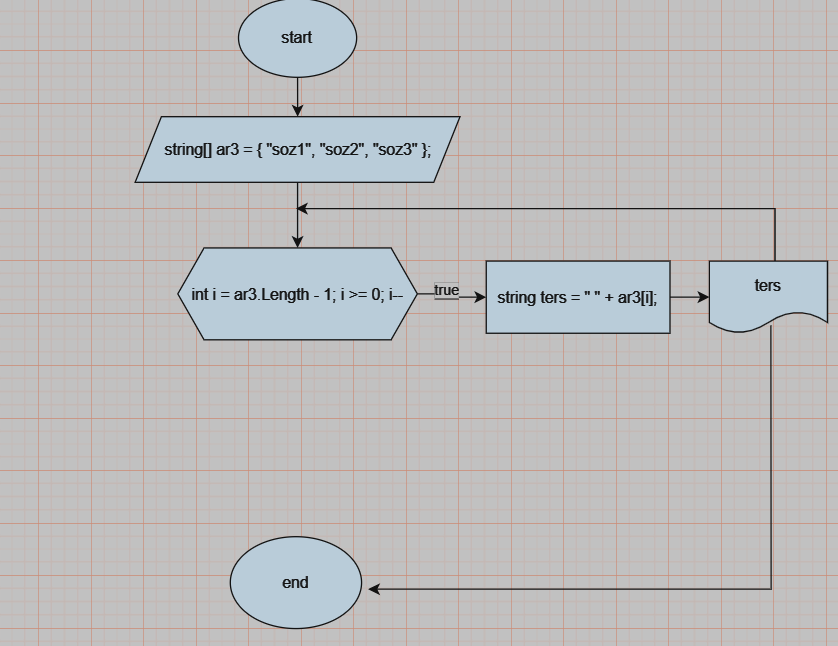 start
string[] ar3 = { "soz1", "soz2", "soz3" };
int i = ar3.Length - 1; i >= 0; i--
true
string ters = " " + ar3[i];
ters
end